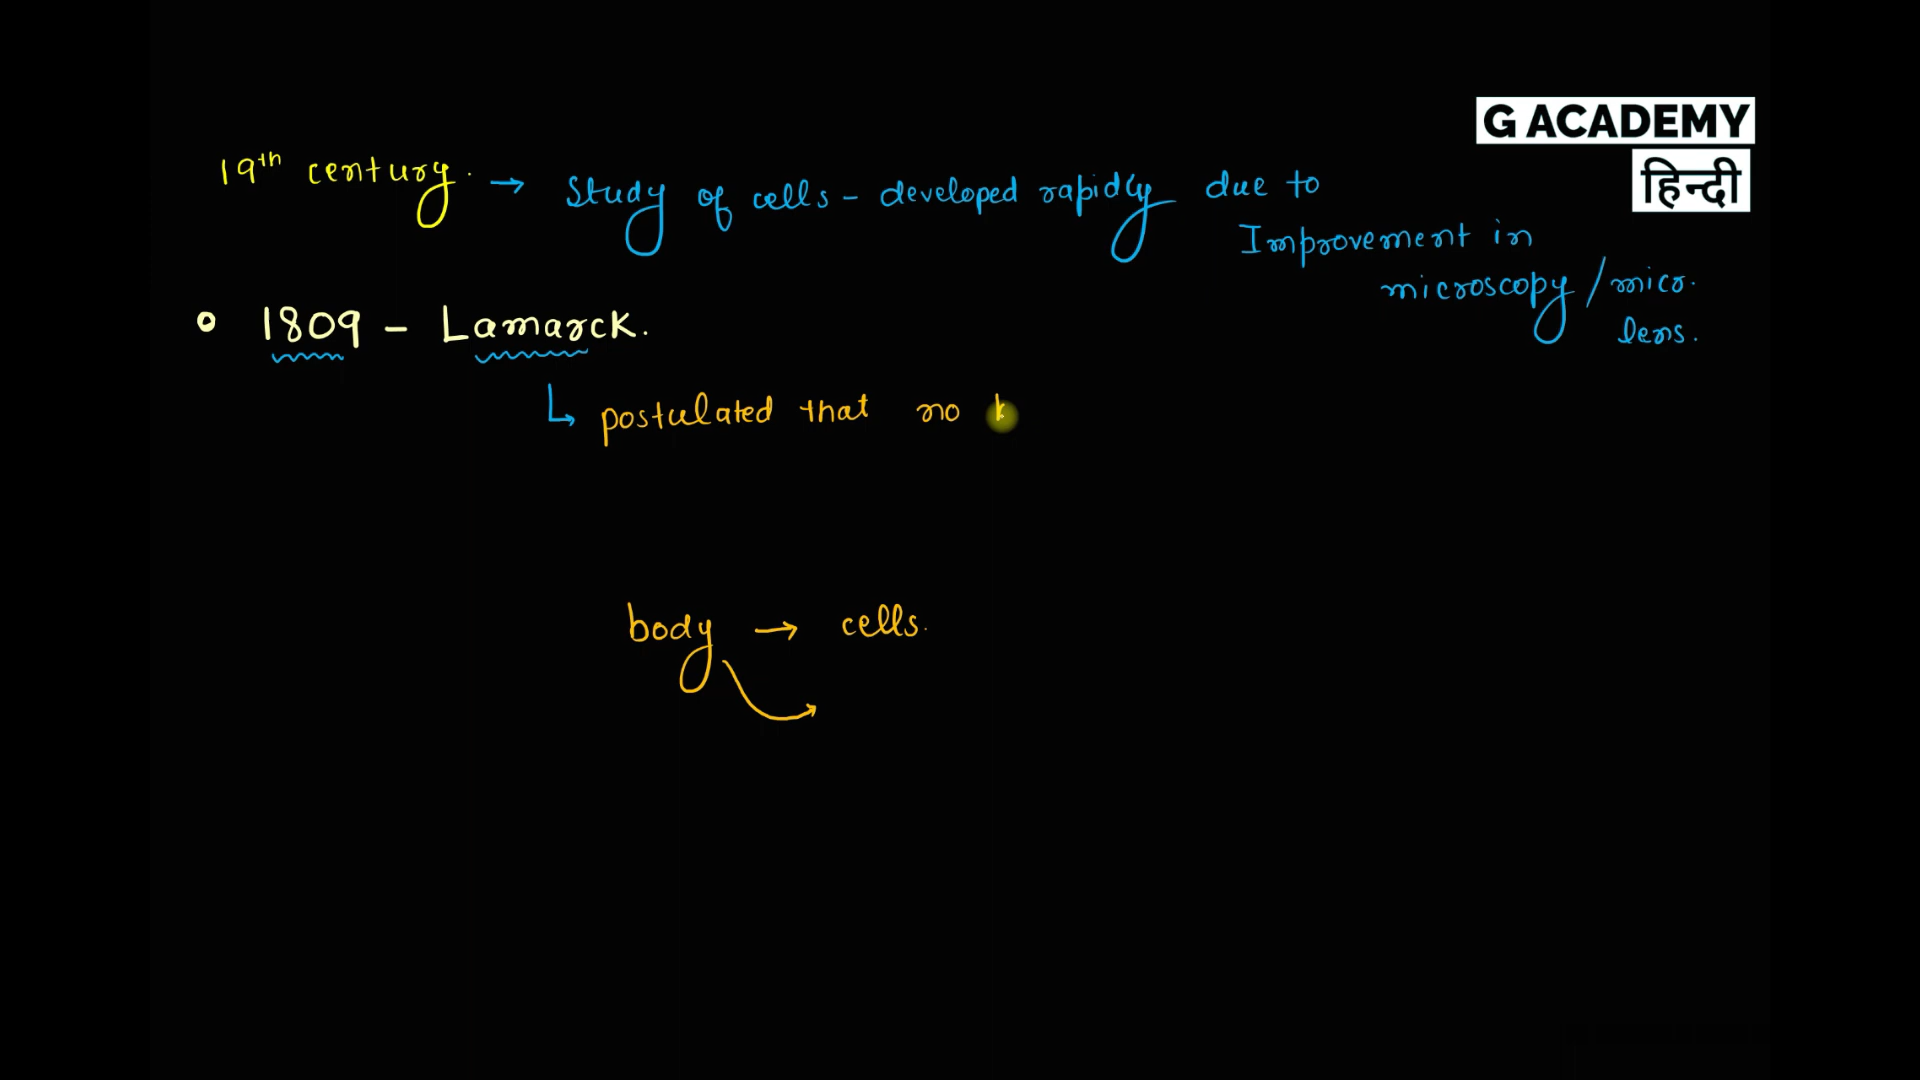 G ACADEMY
हिन्दी
19th century. → Study of cells - developed rapidly due to
Improvement in
microscopy / micr.
lens.
1809 - Lamarck.
↳ postulated that no
body → cells.